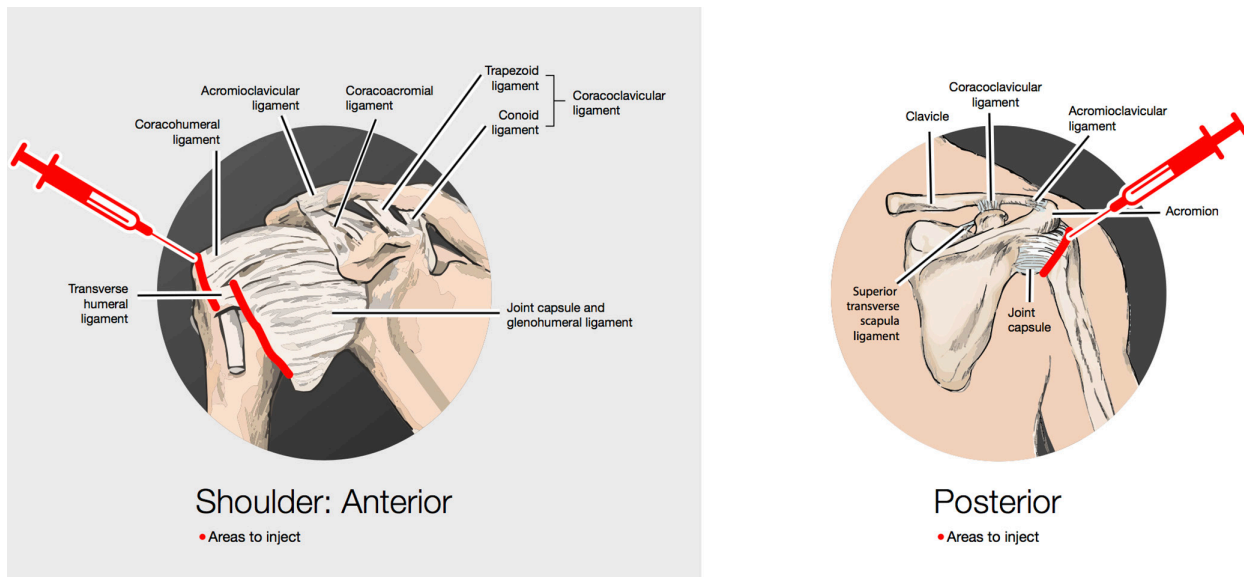 Trapezoid
ligament
Coracoclavicular
ligament
Conoid
ligament
Acromioclavicular
ligament
Coracoacromial
ligament
Coracohumeral
ligament
Transverse
humeral
ligament
Joint capsule and
glenohumeral ligament
Shoulder: Anterior
Areas to inject
Coracoclavicular
ligament
Clavicle
Acromioclavicular
ligament
Acromion
Superior
transverse
scapula
ligament
Joint
capsule
Posterior
Areas to inject